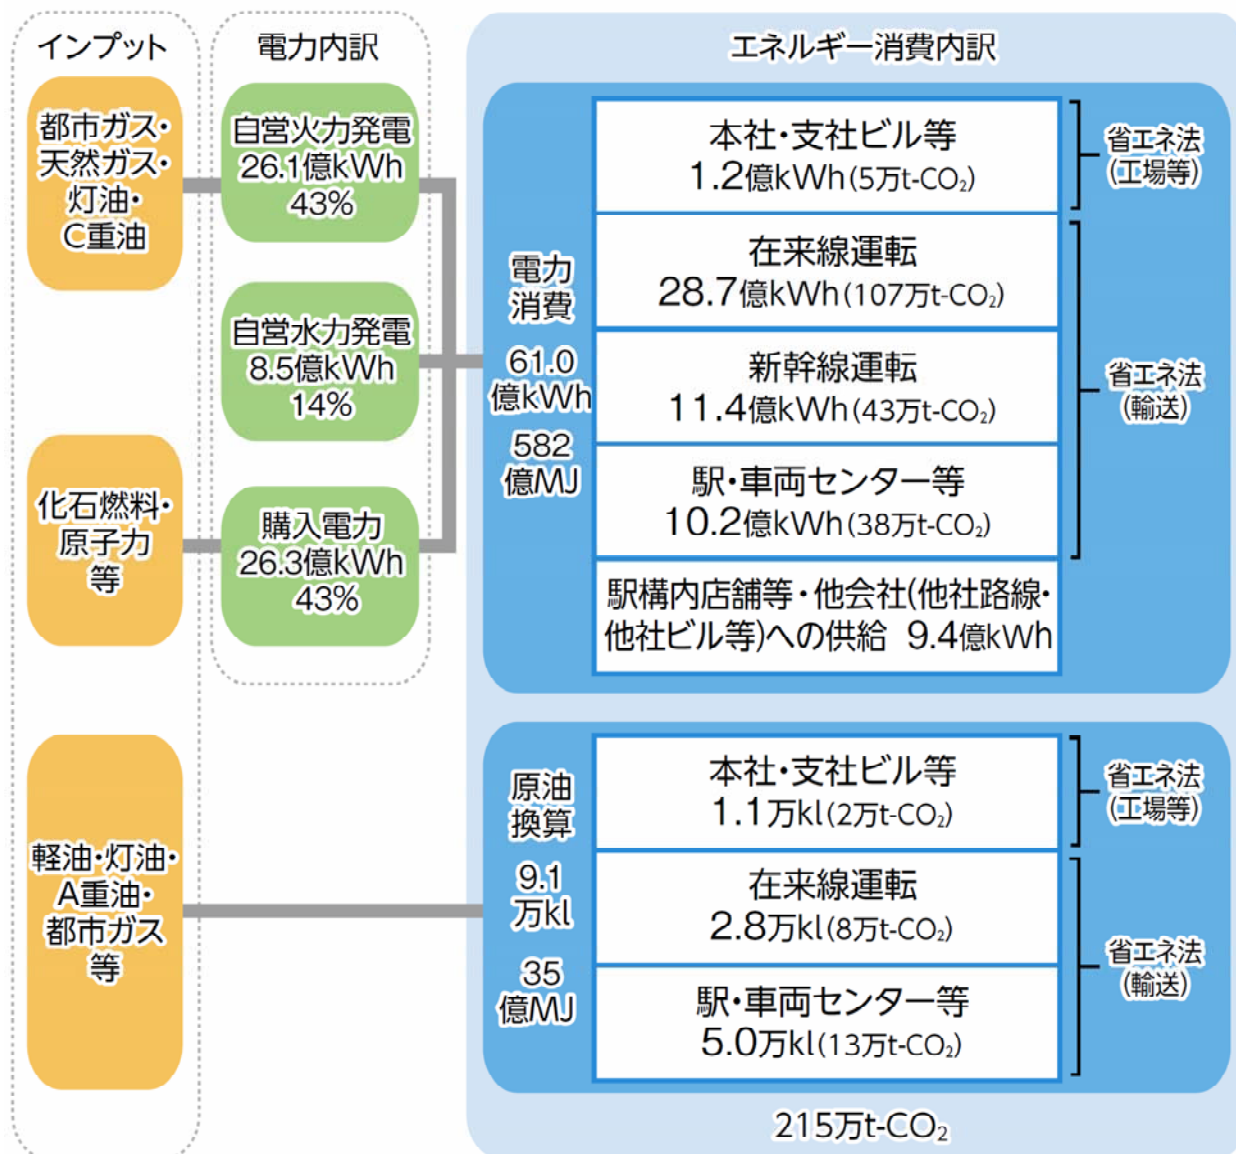 インプット
都市ガス・
天然ガス・
灯油・
C重油
化石燃料・
原子力
等
軽油・灯油・
A重油・
都市ガス
等
電力内訳
自営火力発電
26.1億kWh
43%
自営水力発電
8.5億kWh
14%
購入電力
26.3億kWh
43%
エネルギー消費内訳
電力
消費
61.0
億kWh
582
億MJ
本社・支社ビル等
1.2億kWh(5万t-CO₂)
在来線運転
28.7億kWh(107万t-CO₂)
新幹線運転
11.4億kWh(43万t-CO₂)
駅・車両センター等
10.2億kWh(38万t-CO₂)
駅構内店舗等・他会社(他社路線・
他社ビル等)への供給 9.4億kWh
省エネ法
(工場等)
省エネ法
(輸送)
原油
換算
9.1
万kl
35
億MJ
本社・支社ビル等
1.1万kl(2万t-CO₂)
在来線運転
2.8万kl(8万t-CO₂)
駅・車両センター等
5.0万kl(13万t-CO₂)
省エネ法
(工場等)
省エネ法
(輸送)
215万t-CO₂